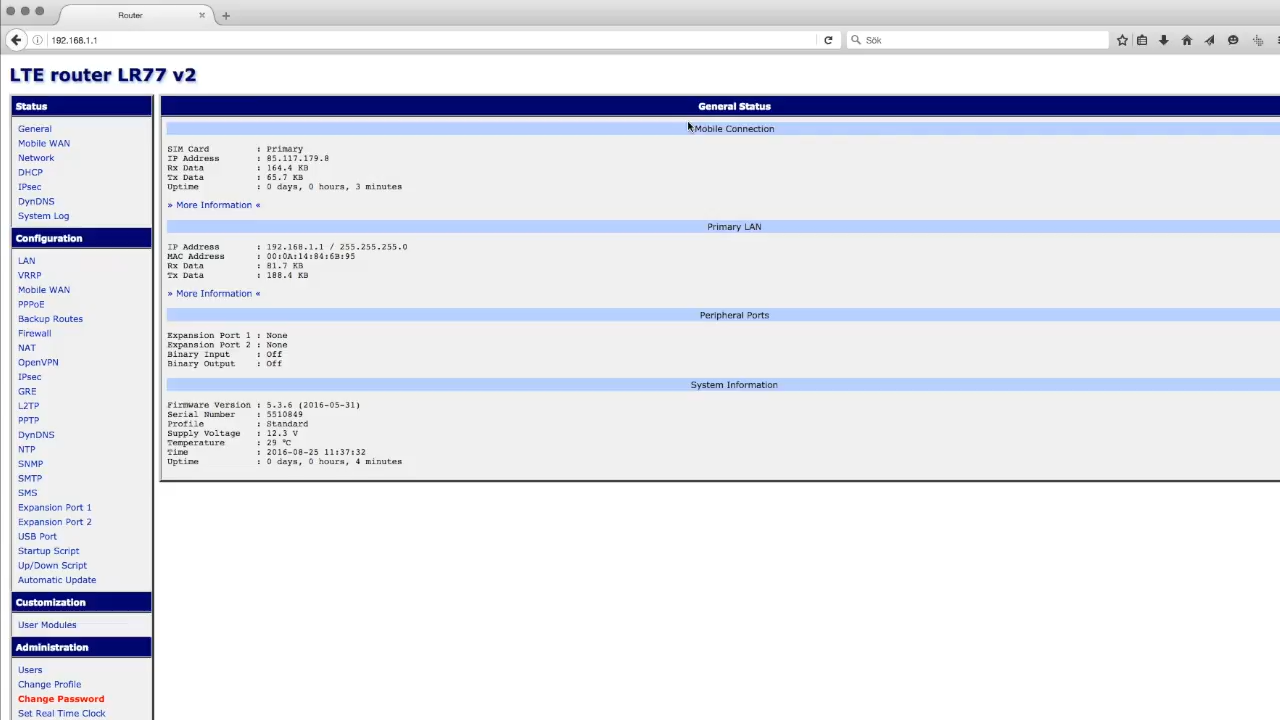 Router
192.168.1.1
Sök
LTE router LR77 v2
Status
General
Mobile WAN
Network
DHCP
IPsec
DynDNS
System Log
Configuration
LAN
VRRP
Mobile WAN
PPPoE
Backup Routes
Firewall
NAT
OpenVPN
IPsec
GRE
L2TP
PPTP
DynDNS
NTP
SNMP
SMTP
SMS
Expansion Port 1
Expansion Port 2
USB Port
Startup Script
Up/Down Script
Automatic Update
Customization
User Modules
Administration
Users
Change Profile
Change Password
Set Real Time Clock
General Status
Mobile Connection
SIM Card : Primary
IP Address : 85.117.179.8
Rx Data : 164.4 KB
Tx Data : 65.7 KB
Uptime : 0 days, 0 hours, 3 minutes
» More Information «
Primary LAN
IP Address : 192.168.1.1 / 255.255.255.0
MAC Address : 00:0A:14:84:6B:95
Rx Data : 81.7 KB
Tx Data : 188.4 KB
» More Information «
Peripheral Ports
Expansion Port 1 : None
Expansion Port 2 : None
Binary Input : Off
Binary Output : Off
System Information
Firmware Version : 5.3.6 (2016-05-31)
Serial Number : 5510849
Profile : Standard
Supply Voltage : 12.3 V
Temperature : 29 °C
Time : 2016-08-25 11:37:32
Uptime : 0 days, 0 hours, 4 minutes